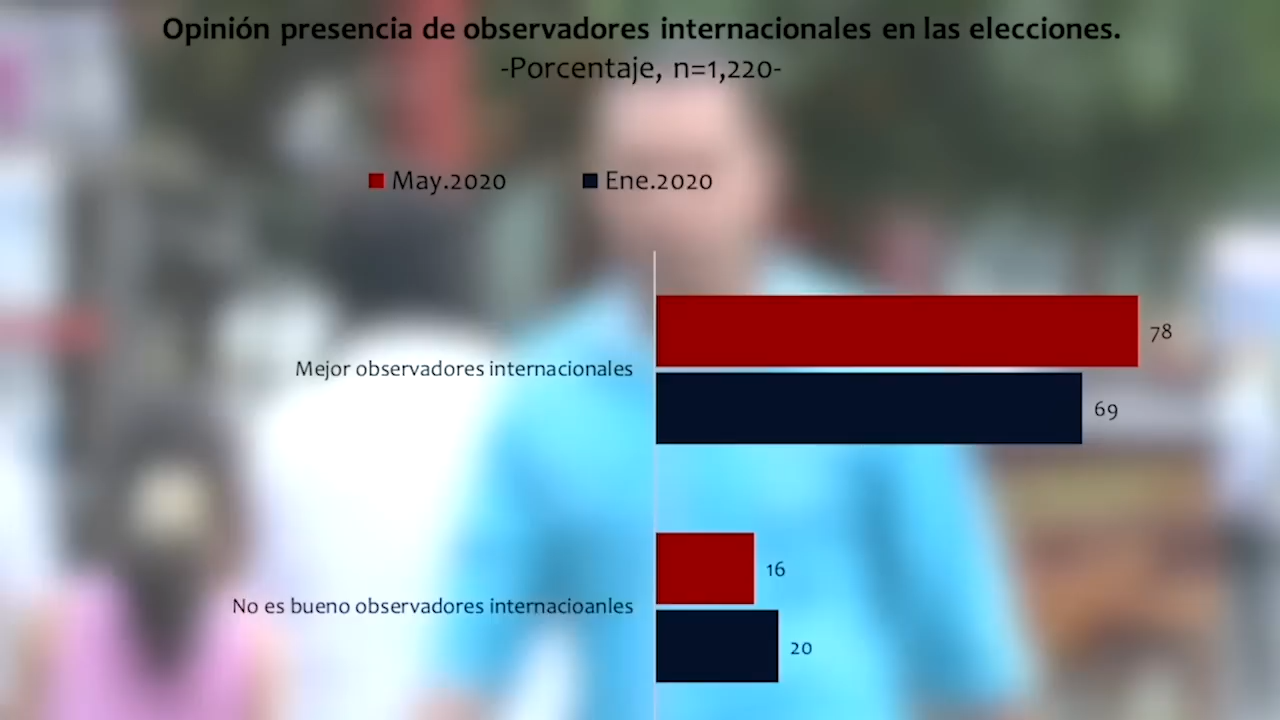 Opinión presencia de observadores internacionales en las elecciones.
-Porcentaje, n=1,220-
May.2020 Ene.2020
78
Mejor observadores internacionales
69
16
No es bueno observadores internacioanles
20